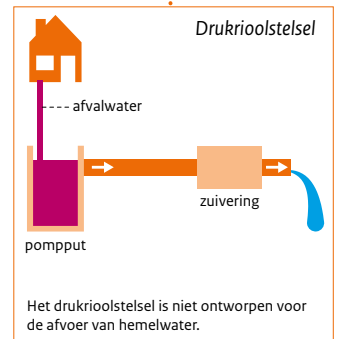 Drukrioolstelsel
afvalwater
zuivering
pompput
Het drukrioolstelsel is niet ontworpen voor
de afvoer van hemelwater.